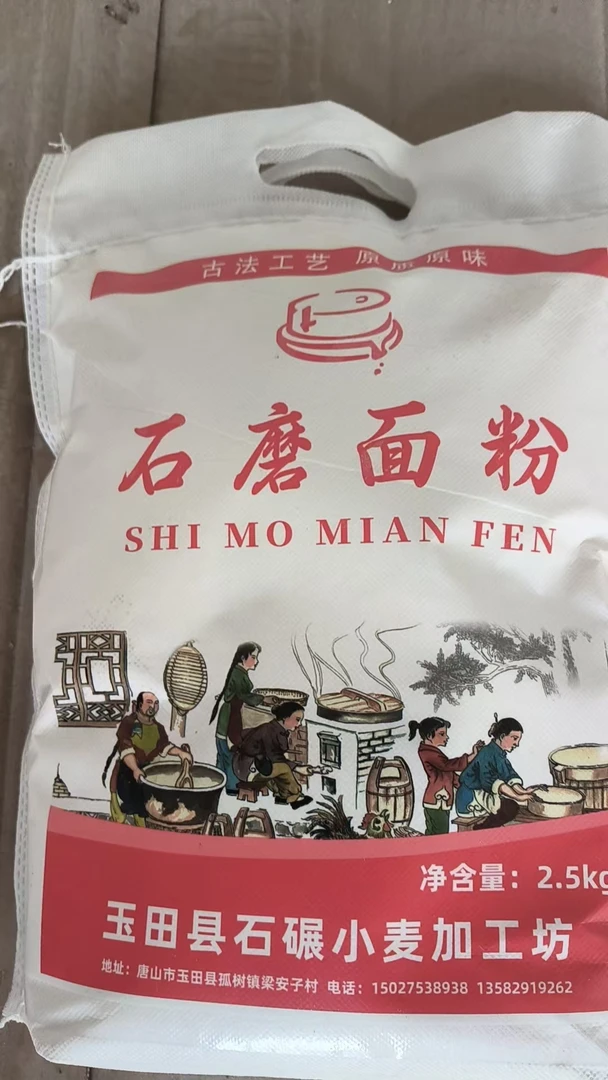 古法工艺 原质原味
石磨面粉
SHI MO MIAN FEN
净含量：2.5kg
玉田县石碾小麦加工坊
地址：唐山市玉田县孤树镇梁安子村 电话：15027538938 13582919262